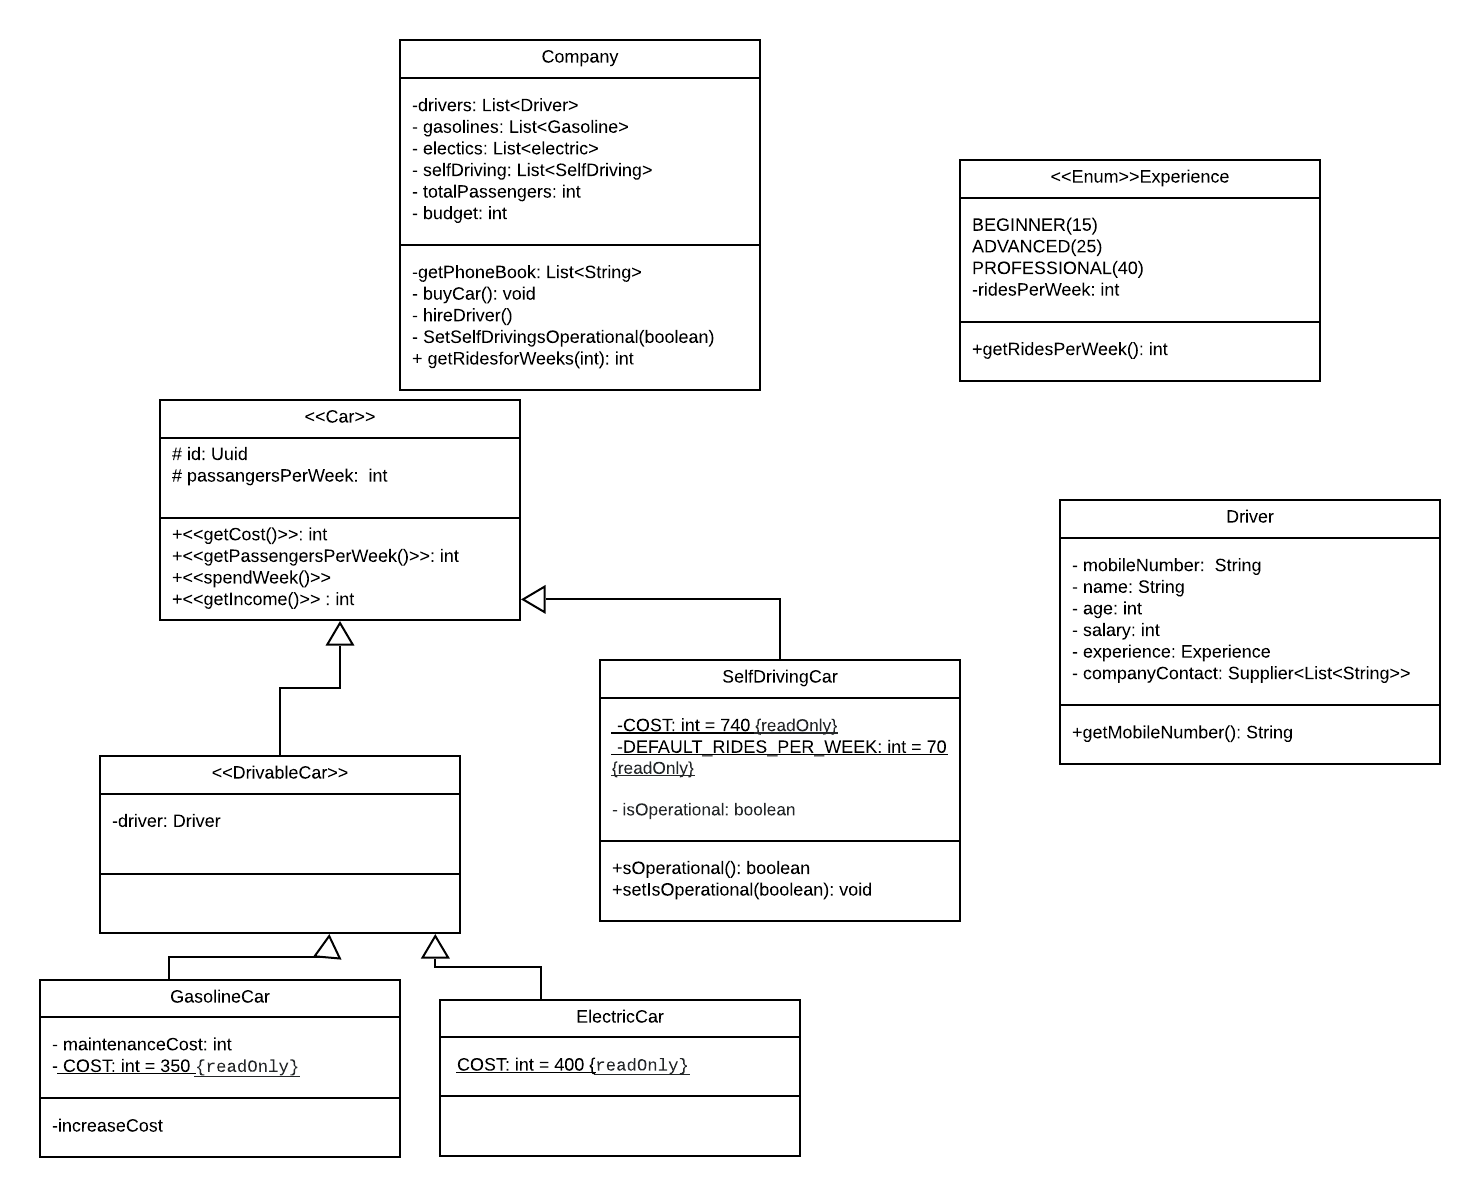 Company
-drivers: List<Driver>
- gasolines: List<Gasoline>
- electics: List<electric>
- selfDriving: List<SelfDriving>
- totalPassengers: int
- budget: int
-getPhoneBook: List<String>
- buyCar(): void
- hireDriver()
- SetSelfDrivingsOperational(boolean)
+ getRidesforWeeks(int): int
<<Enum>>Experience
BEGINNER(15)
ADVANCED(25)
PROFESSIONAL(40)
-ridesPerWeek: int
+getRidesPerWeek(): int
<<Car>>
# id: Uuid
# passangersPerWeek:  int
+<<getCost()>>: int
+<<getPassengersPerWeek()>>: int
+<<spendWeek()>>
+<<getIncome()>> : int
Driver
- mobileNumber:  String
- name: String
- age: int
- salary: int
- experience: Experience
- companyContact: Supplier<List<String>>
+getMobileNumber(): String
SelfDrivingCar
-COST: int = 740 {readOnly}
-DEFAULT_RIDES_PER_WEEK: int = 70
{readOnly}
- isOperational: boolean
+sOperational(): boolean
+setIsOperational(boolean): void
<<DrivableCar>>
-driver: Driver
GasolineCar
- maintenanceCost: int
- COST: int = 350 {readOnly}
-increaseCost
ElectricCar
COST: int = 400 {readOnly}